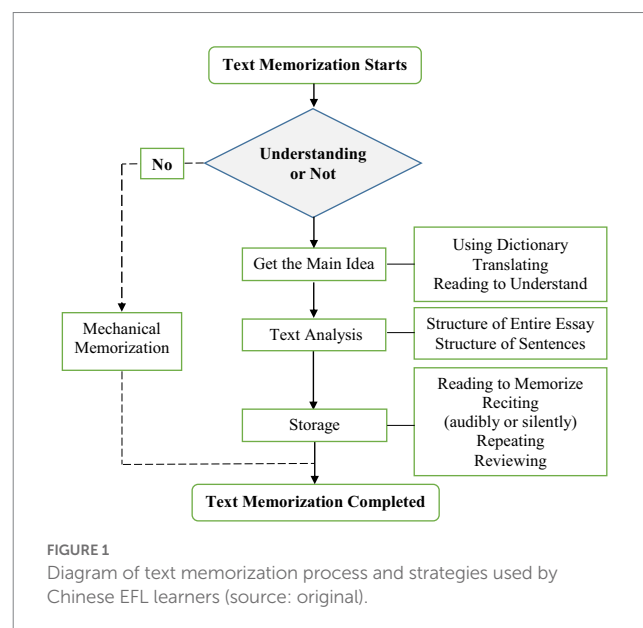 Text Memorization Starts
No
Understanding
or Not
Get the Main Idea
Using Dictionary
Translating
Reading to Understand
Mechanical
Memorization
Text Analysis
Structure of Entire Essay
Structure of Sentences
Storage
Reading to Memorize
Reciting
(audibly or silently)
Repeating
Reviewing
Text Memorization Completed
FIGURE 1
Diagram of text memorization process and strategies used by
Chinese EFL learners (source: original).